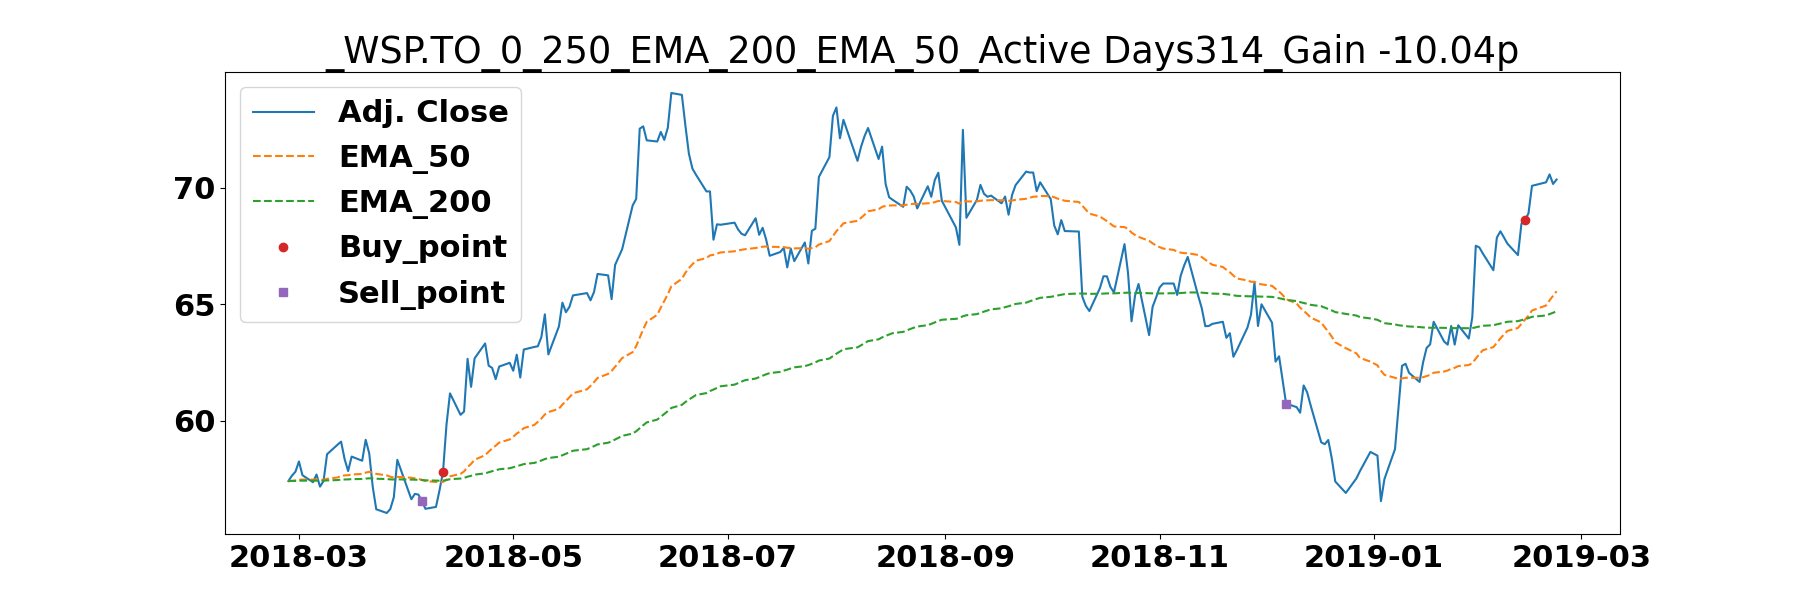 _WSP.TO_0_250_EMA_200_EMA_50_Active Days314_Gain -10.04p
Adj. Close
EMA_50
EMA_200
Buy_point
Sell_point
70
65
60
2018-03 2018-05 2018-07 2018-09 2018-11 2019-01 2019-03